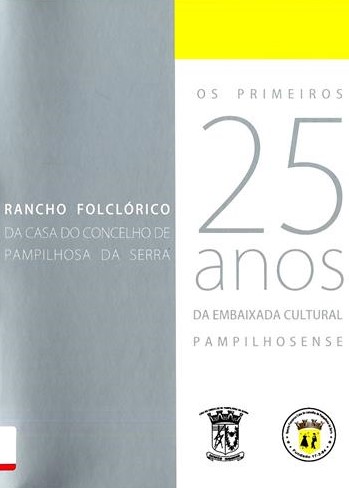 OS PRIMEIROS
25
anos
DA EMBAIXADA CULTURAL
PAMPILHOSENSE
RANCHO FOLCLÓRICO
DA CASA DO CONCELHO DE
PAMPILHOSA DA SERRA